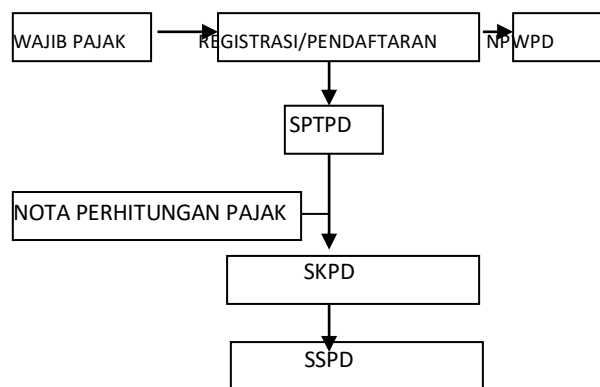 WAJIB PAJAK
REGISTRASI/PENDAFTARAN
NPWPD
SPTPD
NOTA PERHITUNGAN PAJAK
SKPD
SSPD